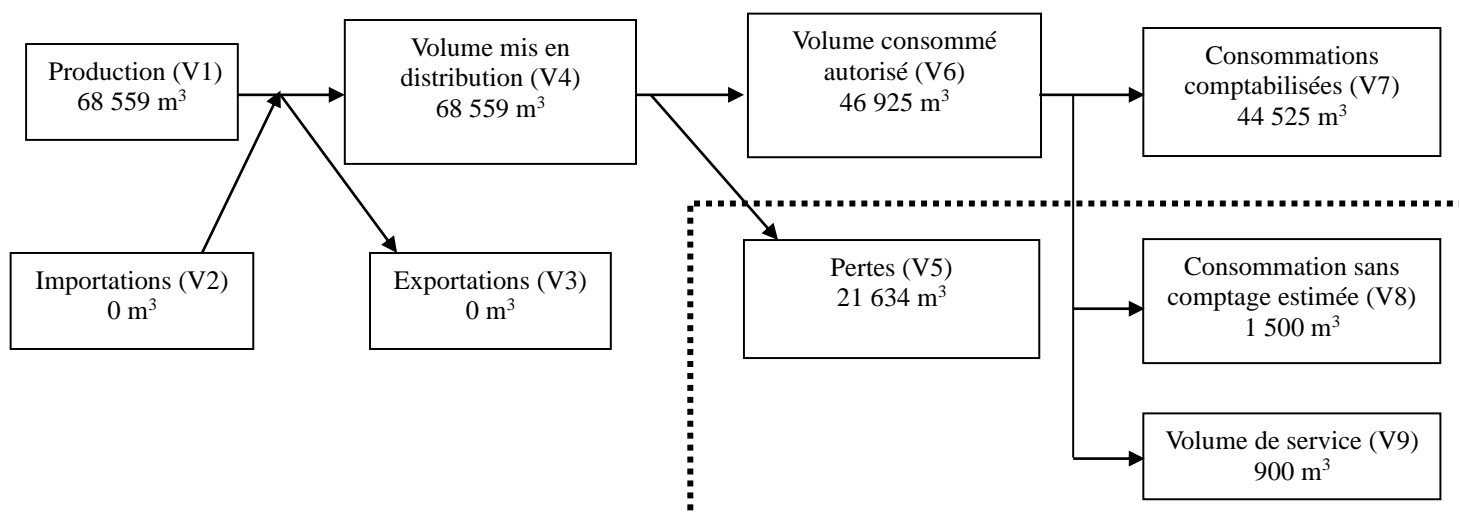 Production (V1)
68 559 m³
Volume mis en
distribution (V4)
68 559 m³
Volume consommé
autorisé (V6)
46 925 m³
Consommations
comptabilisées (V7)
44 525 m³
Importations (V2)
0 m³
Exportations (V3)
0 m³
Pertes (V5)
21 634 m³
Consommation sans
comptage estimée (V8)
1 500 m³
Volume de service (V9)
900 m³